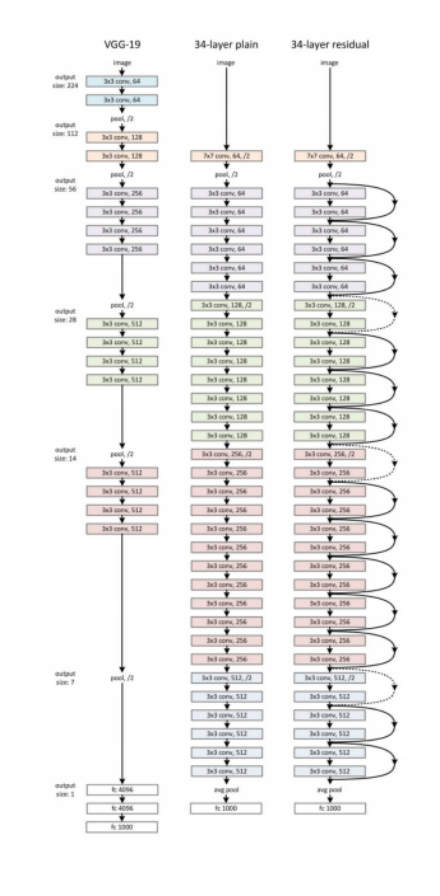 VGG-19
image
output
size: 224
3x3 conv, 64
3x3 conv, 64
output
size: 112
pool, /2
3x3 conv, 128
3x3 conv, 128
output
size: 56
pool, /2
3x3 conv, 256
3x3 conv, 256
3x3 conv, 256
3x3 conv, 256
output
size: 28
pool, /2
3x3 conv, 512
3x3 conv, 512
3x3 conv, 512
3x3 conv, 512
output
size: 14
pool, /2
3x3 conv, 512
3x3 conv, 512
3x3 conv, 512
3x3 conv, 512
output
size: 7
pool, /2
output
size: 1
fc 4096
fc 4096
fc 1000
34-layer plain
image
7x7 conv, 64, /2
pool, /2
3x3 conv, 64
3x3 conv, 64
3x3 conv, 64
3x3 conv, 64
3x3 conv, 64
3x3 conv, 64
3x3 conv, 128, /2
3x3 conv, 128
3x3 conv, 128
3x3 conv, 128
3x3 conv, 128
3x3 conv, 128
3x3 conv, 128
3x3 conv, 128
3x3 conv, 256, /2
3x3 conv, 256
3x3 conv, 256
3x3 conv, 256
3x3 conv, 256
3x3 conv, 256
3x3 conv, 256
3x3 conv, 256
3x3 conv, 256
3x3 conv, 256
3x3 conv, 256
3x3 conv, 256
3x3 conv, 512, /2
3x3 conv, 512
3x3 conv, 512
3x3 conv, 512
3x3 conv, 512
3x3 conv, 512
avg pool
fc 1000
34-layer residual
image
7x7 conv, 64, /2
pool, /2
3x3 conv, 64
3x3 conv, 64
3x3 conv, 64
3x3 conv, 64
3x3 conv, 64
3x3 conv, 64
3x3 conv, 128, /2
3x3 conv, 128
3x3 conv, 128
3x3 conv, 128
3x3 conv, 128
3x3 conv, 128
3x3 conv, 128
3x3 conv, 128
3x3 conv, 256, /2
3x3 conv, 256
3x3 conv, 256
3x3 conv, 256
3x3 conv, 256
3x3 conv, 256
3x3 conv, 256
3x3 conv, 256
3x3 conv, 256
3x3 conv, 256
3x3 conv, 256
3x3 conv, 256
3x3 conv, 512, /2
3x3 conv, 512
3x3 conv, 512
3x3 conv, 512
3x3 conv, 512
3x3 conv, 512
avg pool
fc 1000